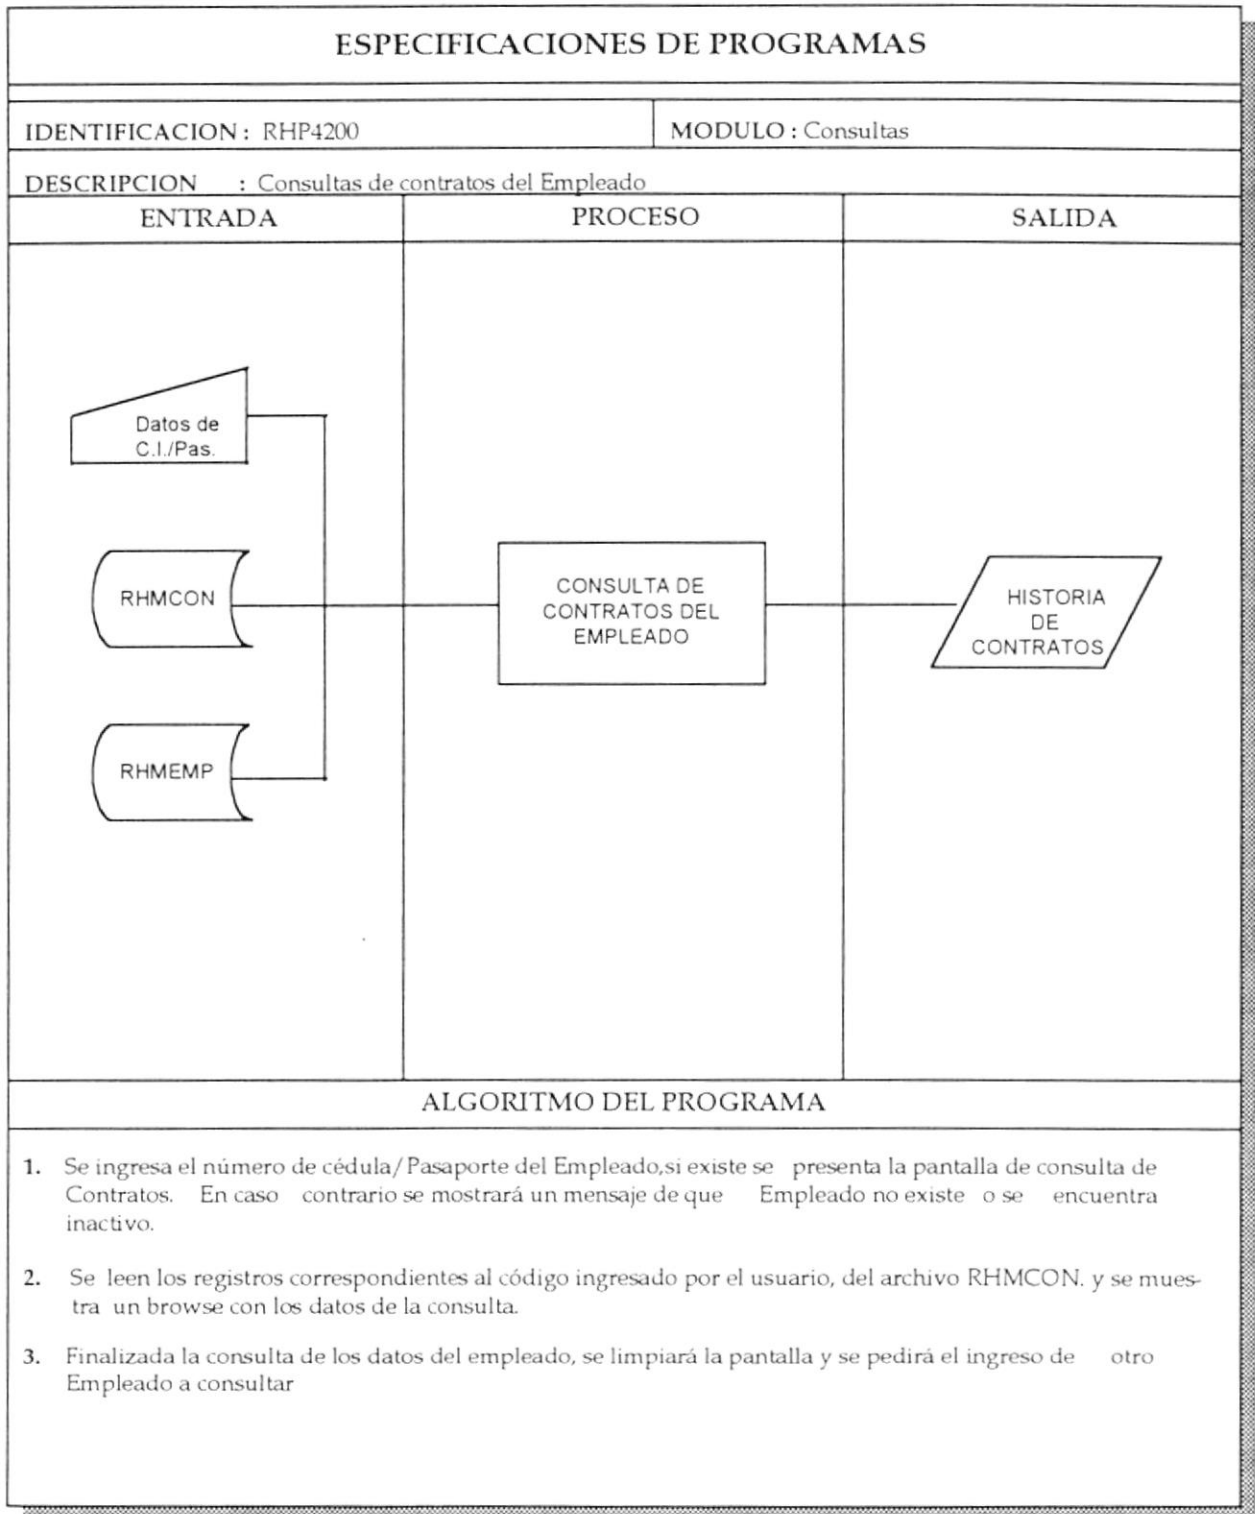 ESPECIFICACIONES DE PROGRAMAS
IDENTIFICACION : RHP4200
MODULO : Consultas
DESCRIPCION : Consultas de contratos del Empleado
ENTRADA
PROCESO
SALIDA
Datos de
C.I./Pas.
RHMCON
RHMEMP
CONSULTA DE
CONTRATOS DEL
EMPLEADO
HISTORIA
DE
CONTRATOS
ALGORITMO DEL PROGRAMA
1. Se ingresa el número de cédula/Pasaporte del Empleado,si existe se presenta la pantalla de consulta de
Contratos. En caso contrario se mostrará un mensaje de que Empleado no existe o se encuentra
inactivo.
2. Se leen los registros correspondientes al código ingresado por el usuario, del archivo RHMCON. y se mues-
tra un browse con los datos de la consulta.
3. Finalizada la consulta de los datos del empleado, se limpiará la pantalla y se pedirá el ingreso de otro
Empleado a consultar